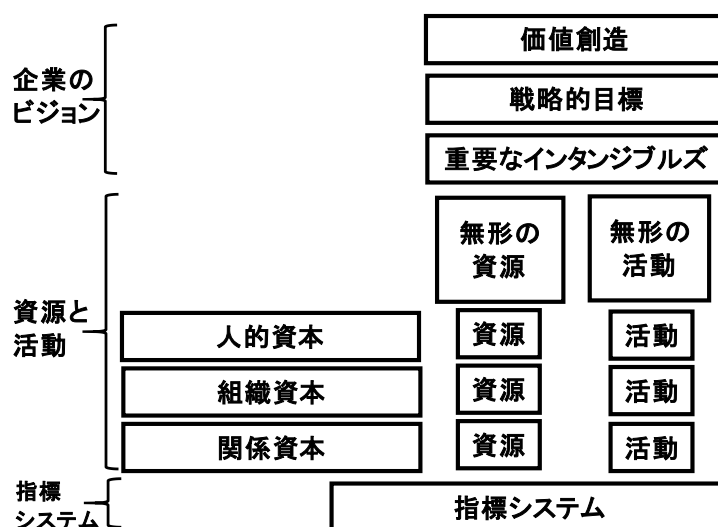 価値創造
企業の
ビジョン
戦略的目標
重要なインタンジブルズ
無形の
資源
無形の
活動
資源と
活動
人的資本
資源
活動
組織資本
資源
活動
関係資本
資源
活動
指標
システム
指標システム